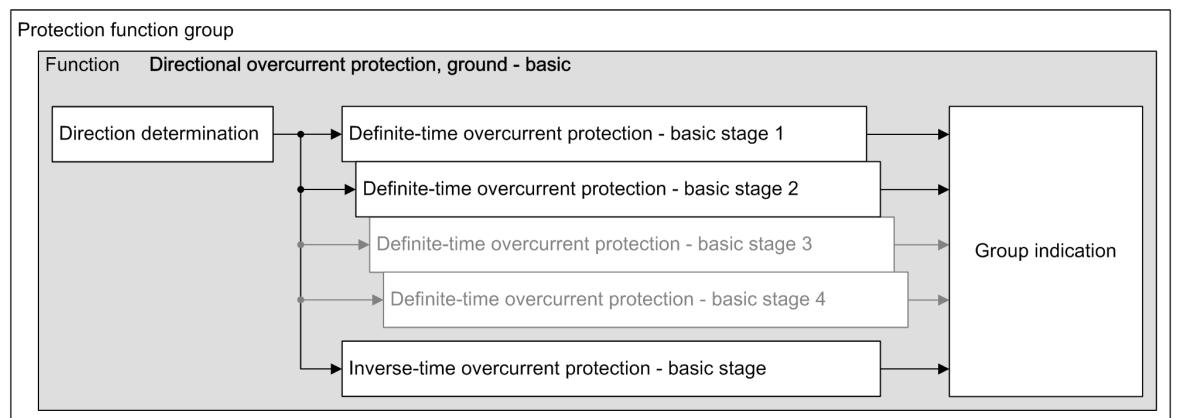 Protection function group
Function Directional overcurrent protection, ground - basic
Direction determination
Definite-time overcurrent protection - basic stage 1
Definite-time overcurrent protection - basic stage 2
Definite-time overcurrent protection - basic stage 3
Definite-time overcurrent protection - basic stage 4
Inverse-time overcurrent protection - basic stage
Group indication